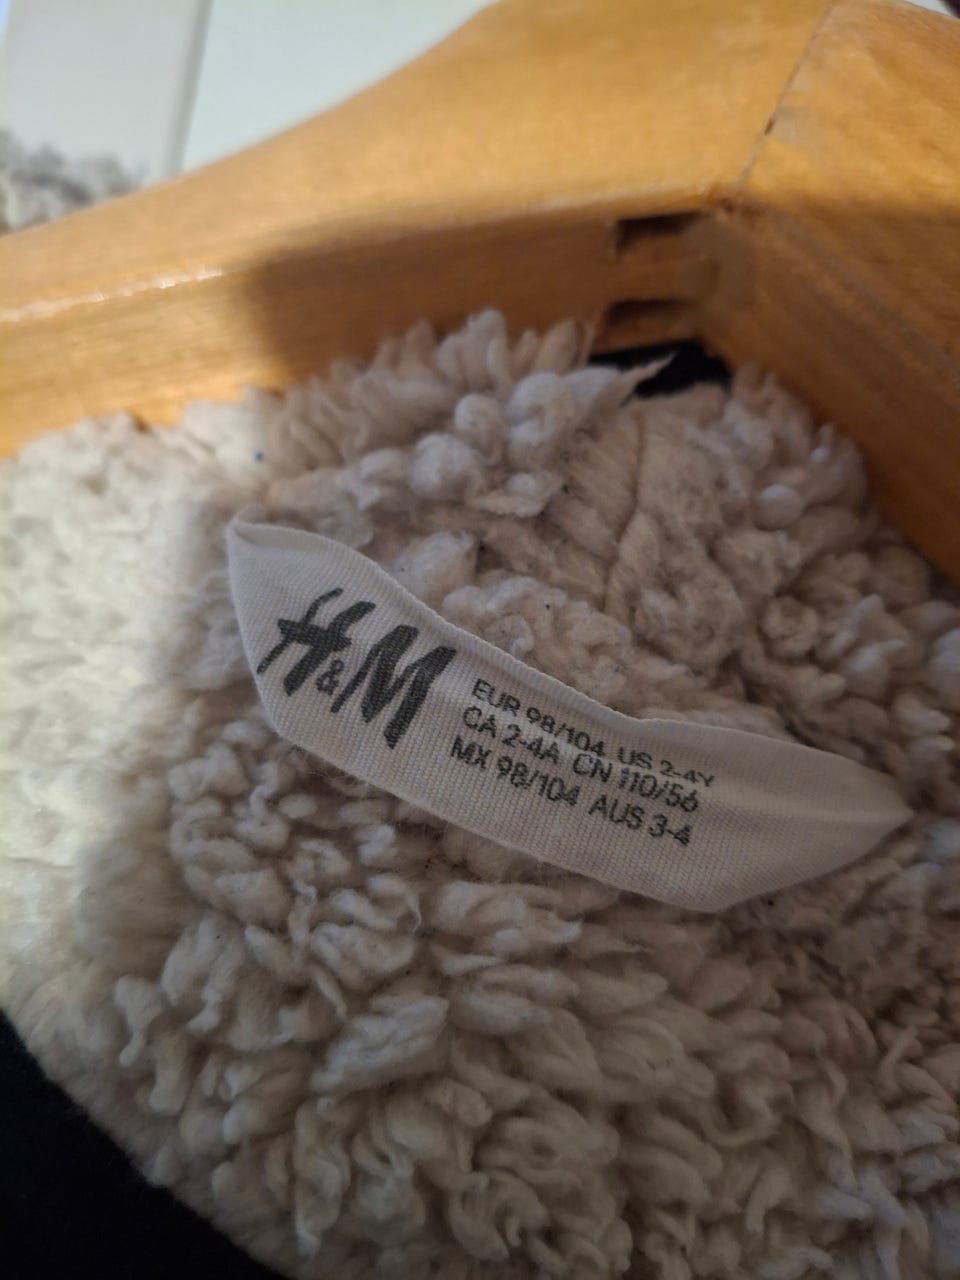 H&M
EUR 98/104 US 2-4Y
CA 2-4A CN 110/56
MX 98/104 AUS 3-4